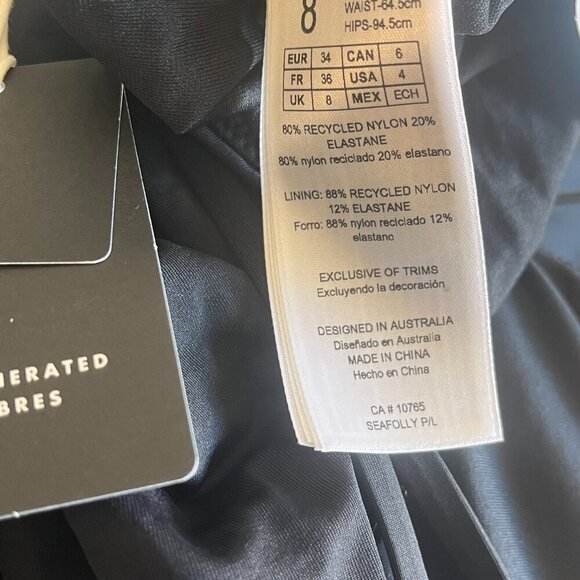 8
WAIST-64.5cm
HIPS-94.5cm
EUR 34 CAN 6
FR 36 USA 4
UK 8 MEX ECH
80% RECYCLED NYLON 20%
ELASTANE
80% nylon reciclado 20% elastano
LINING: 88% RECYCLED NYLON
12% ELASTANE
Forro: 88% nylon reciclado 12%
elastano
EXCLUSIVE OF TRIMS
Excluyendo la decoración
DESIGNED IN AUSTRALIA
Diseñado en Australia
MADE IN CHINA
Hecho en China
CA # 10765
SEAFOLLY P/L
NERATED
BRES